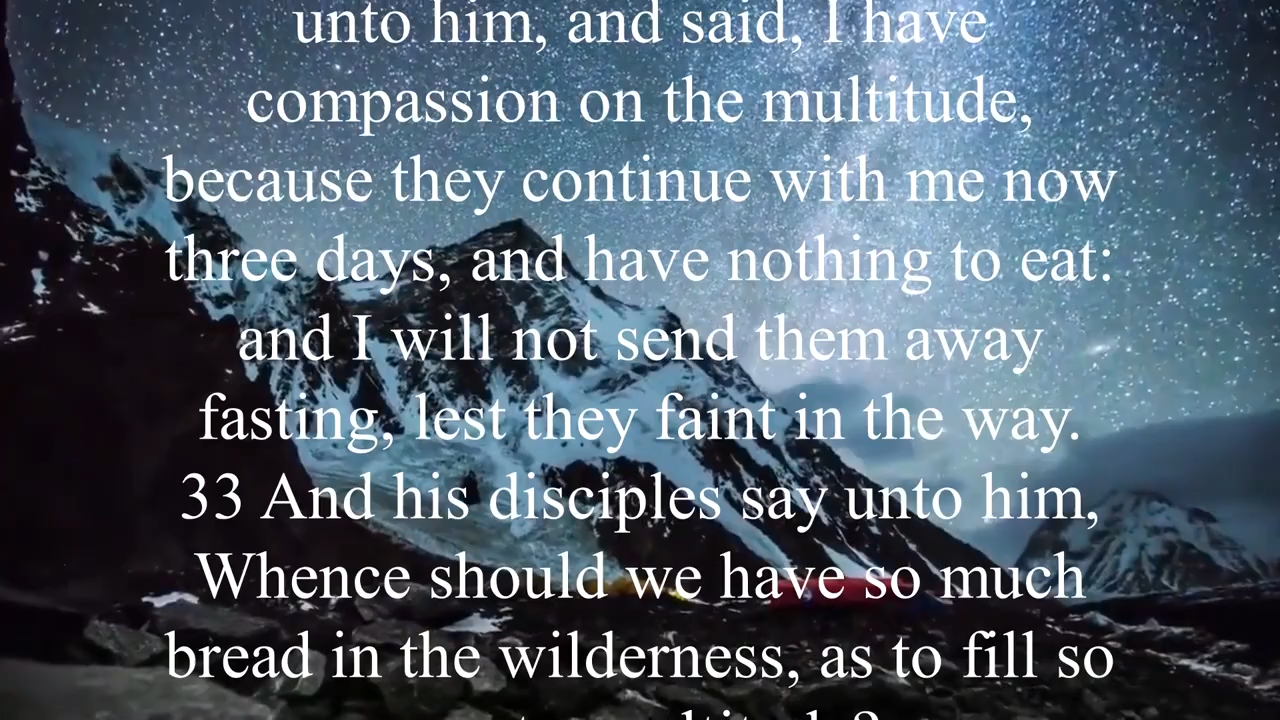 unto him, and said, I have
compassion on the multitude,
because they continue with me now
three days, and have nothing to eat:
and I will not send them away
fasting, lest they faint in the way.
33 And his disciples say unto him,
Whence should we have so much
bread in the wilderness, as to fill so